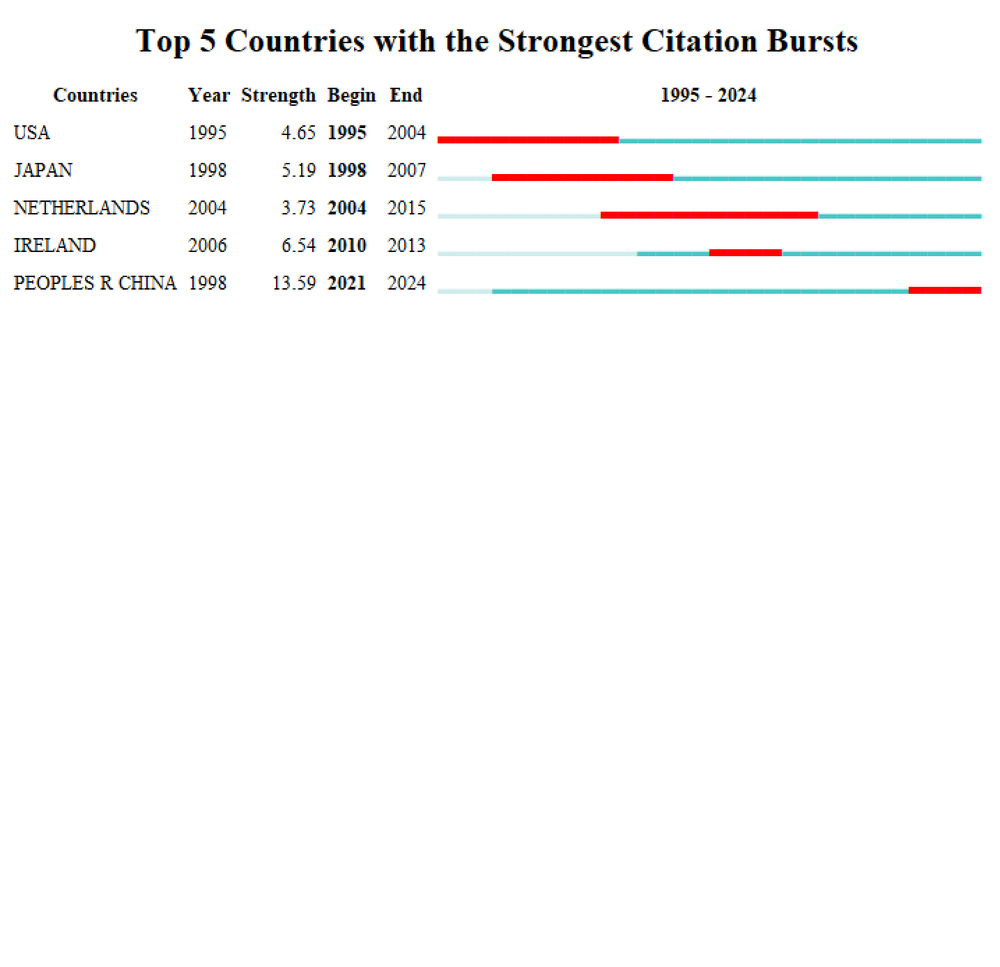 Top 5 Countries with the Strongest Citation Bursts
Countries Year Strength Begin End 1995 - 2024
USA 1995 4.65 1995 2004
JAPAN 1998 5.19 1998 2007
NETHERLANDS 2004 3.73 2004 2015
IRELAND 2006 6.54 2010 2013
PEOPLES R CHINA 1998 13.59 2021 2024